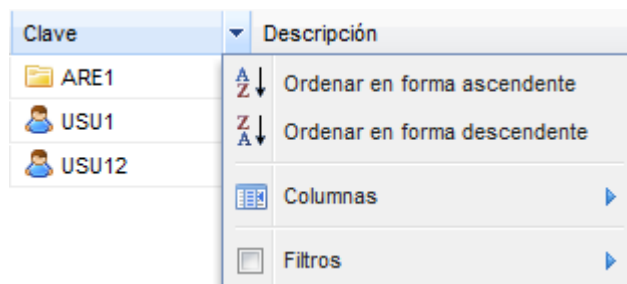 Clave
Descripción
ARE1
USU1
USU12
Ordenar en forma ascendente
Ordenar en forma descendente
Columnas
Filtros